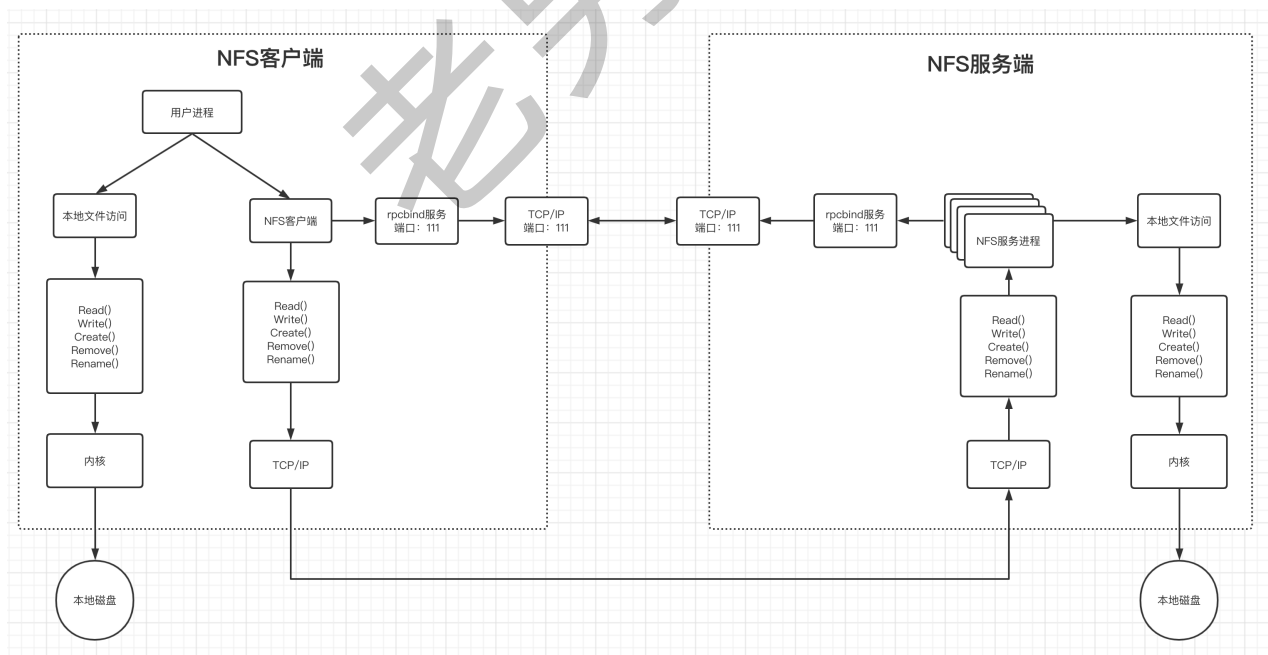 NFS客户端
NFS服务端
用户进程
本地文件访问
NFS客户端
rpcbind服务
端口：111
TCP/IP
端口：111
TCP/IP
端口：111
rpcbind服务
端口：111
NFS服务进程
本地文件访问
Read()
Write()
Create()
Remove()
Rename()
Read()
Write()
Create()
Remove()
Rename()
Read()
Write()
Create()
Remove()
Rename()
Read()
Write()
Create()
Remove()
Rename()
内核
TCP/IP
TCP/IP
内核
本地磁盘
本地磁盘
老